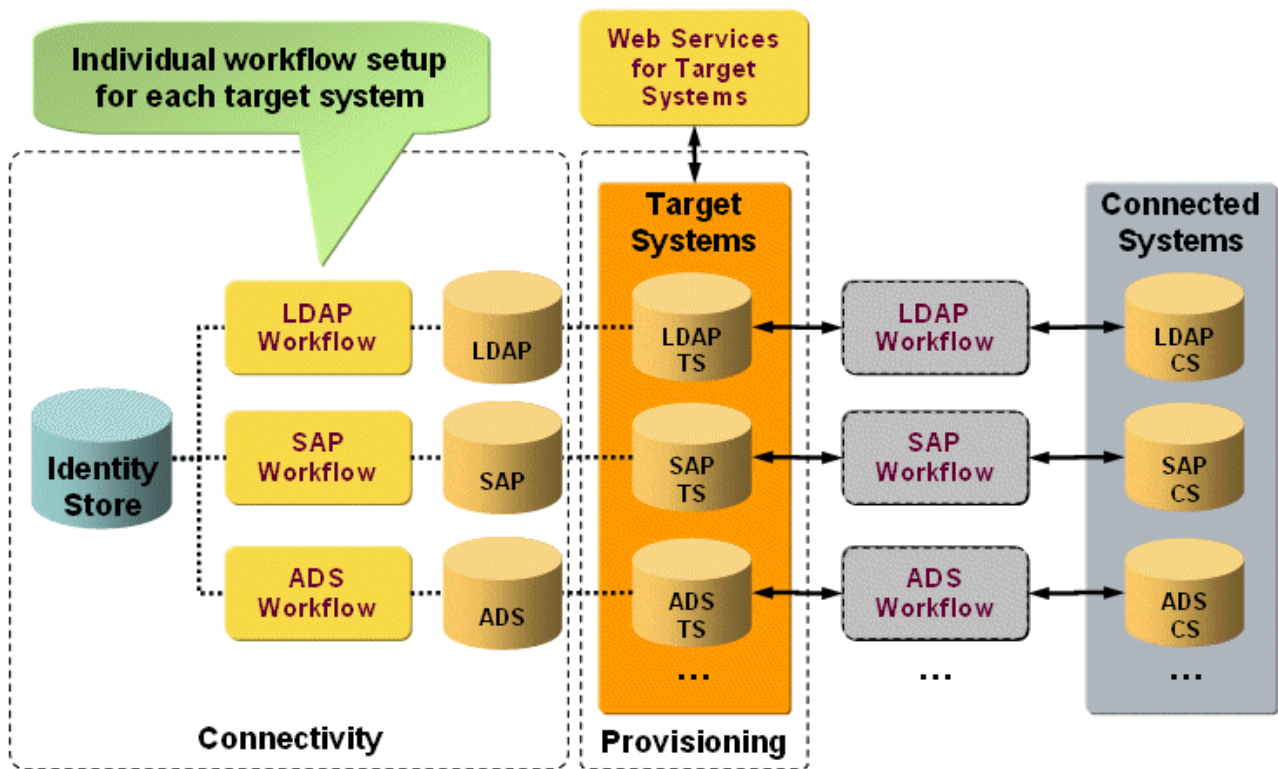 Individual workflow setup
for each target system
Web Services
for Target
Systems
Target
Systems
Connected
Systems
LDAP
Workflow
LDAP
LDAP
TS
LDAP
Workflow
LDAP
CS
Identity
Store
SAP
Workflow
SAP
SAP
TS
SAP
Workflow
SAP
CS
ADS
Workflow
ADS
ADS
TS
ADS
Workflow
ADS
CS
...
...
...
Connectivity
Provisioning